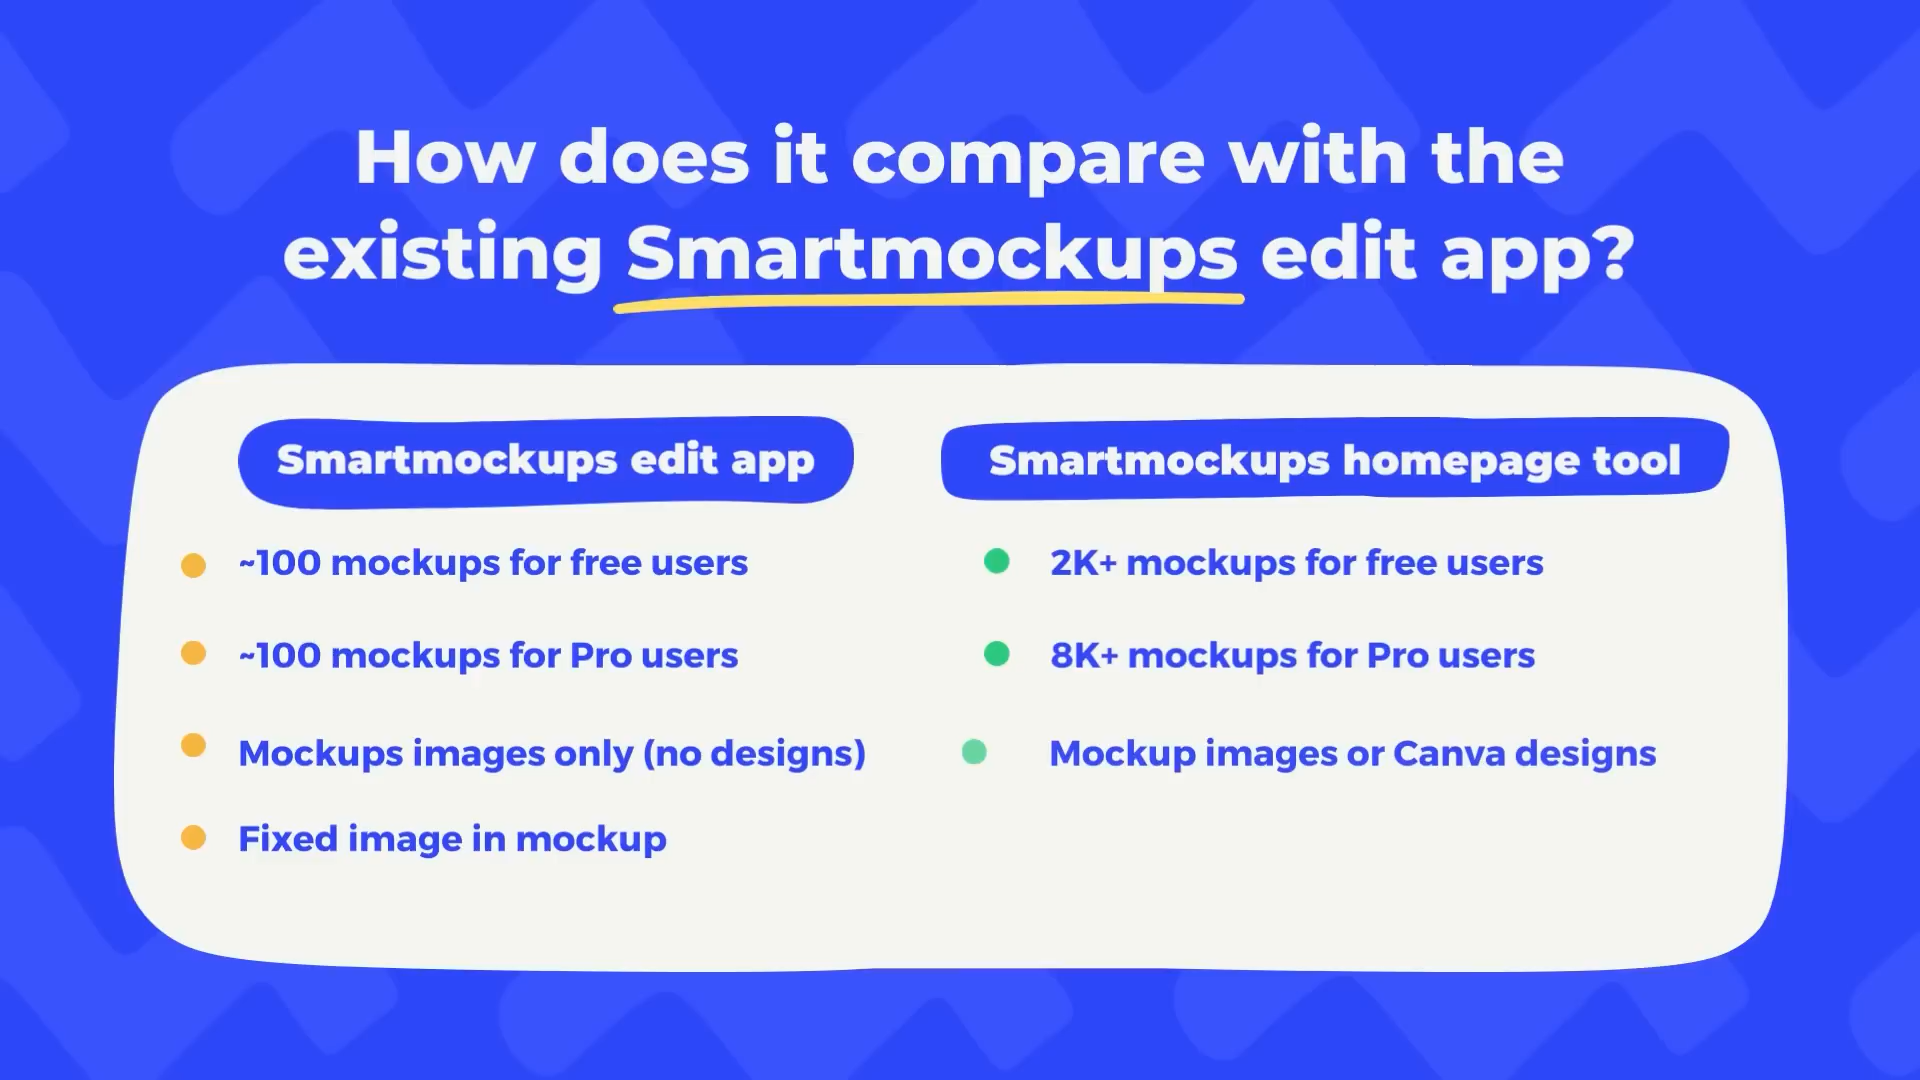 How does it compare with the
existing Smartmockups edit app?
Smartmockups edit app
~100 mockups for free users
~100 mockups for Pro users
Mockups images only (no designs)
Fixed image in mockup
Smartmockups homepage tool
2K+ mockups for free users
8K+ mockups for Pro users
Mockup images or Canva designs